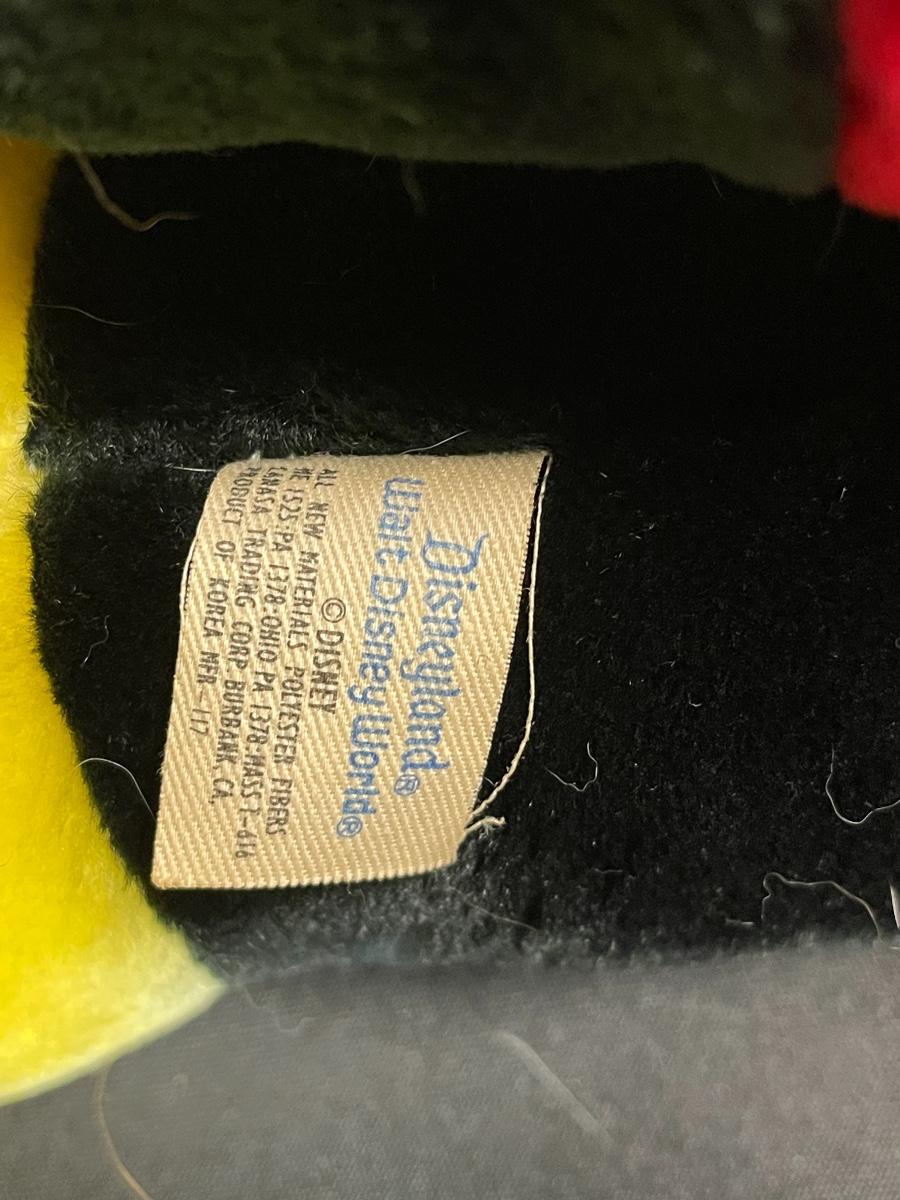 Disneyland®
Walt Disney World®
© DISNEY
ALL NEW MATERIALS POLYESTER FIBERS
ME 1525·PA 1378·OHIO PA 1378·MASS T-616
CANASA TRADING CORP BURBANK, CA.
PRODUCT OF KOREA MFR-117